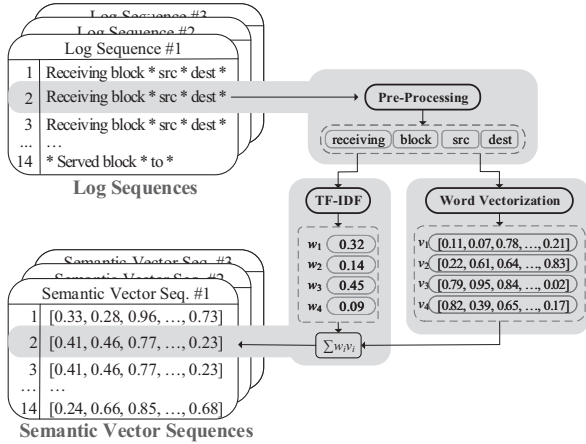 Log Sequence #3
Log Sequence #2
Log Sequence #1
1 Receiving block * src * dest *
2 Receiving block * src * dest *
3 Receiving block * src * dest *
... ...
14 * Served block * to *
Log Sequences
Pre-Processing
receiving block src dest
TF-IDF
w1 0.32
w2 0.14
w3 0.45
w4 0.09
∑wivi
Word Vectorization
v1 [0.11, 0.07, 0.78, ..., 0.21]
v2 [0.22, 0.61, 0.64, ..., 0.83]
v3 [0.79, 0.95, 0.84, ..., 0.02]
v4 [0.82, 0.39, 0.65, ..., 0.17]
Semantic Vector Seq. #3
Semantic Vector Seq. #2
Semantic Vector Seq. #1
1 [0.33, 0.28, 0.96, ..., 0.73]
2 [0.41, 0.46, 0.77, ..., 0.23]
3 [0.41, 0.46, 0.77, ..., 0.23]
... ...
14 [0.24, 0.66, 0.85, ..., 0.68]
Semantic Vector Sequences